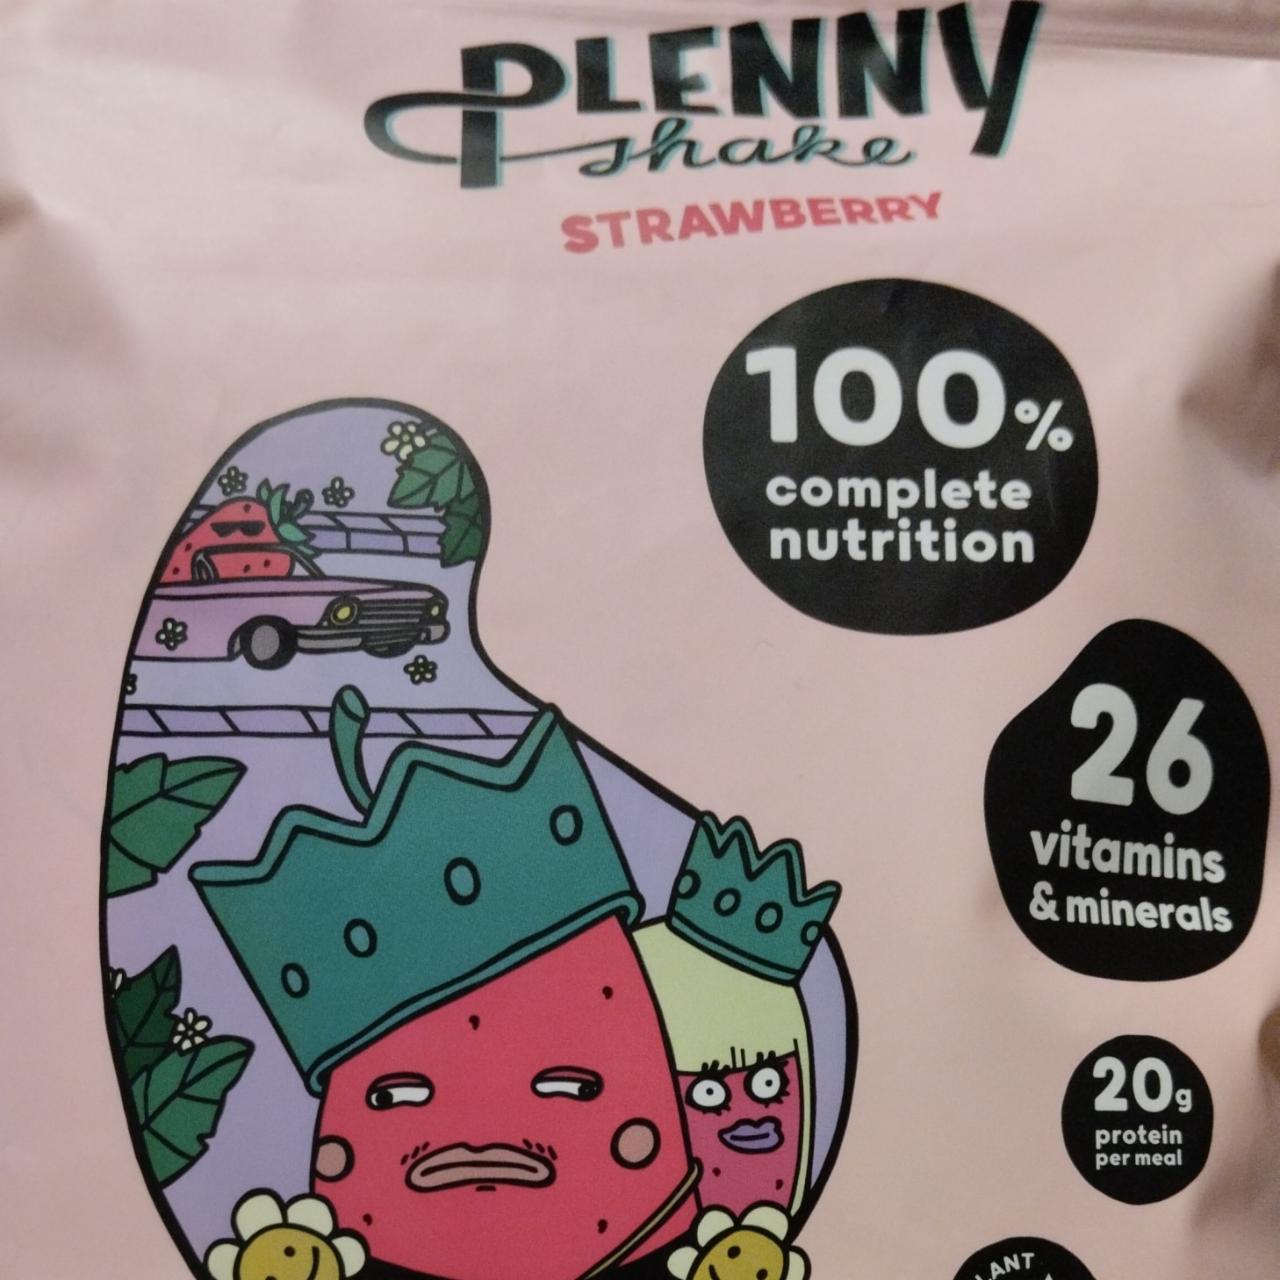 PLENNY
shake
STRAWBERRY
100%
complete
nutrition
26
vitamins
& minerals
20g
protein
per meal